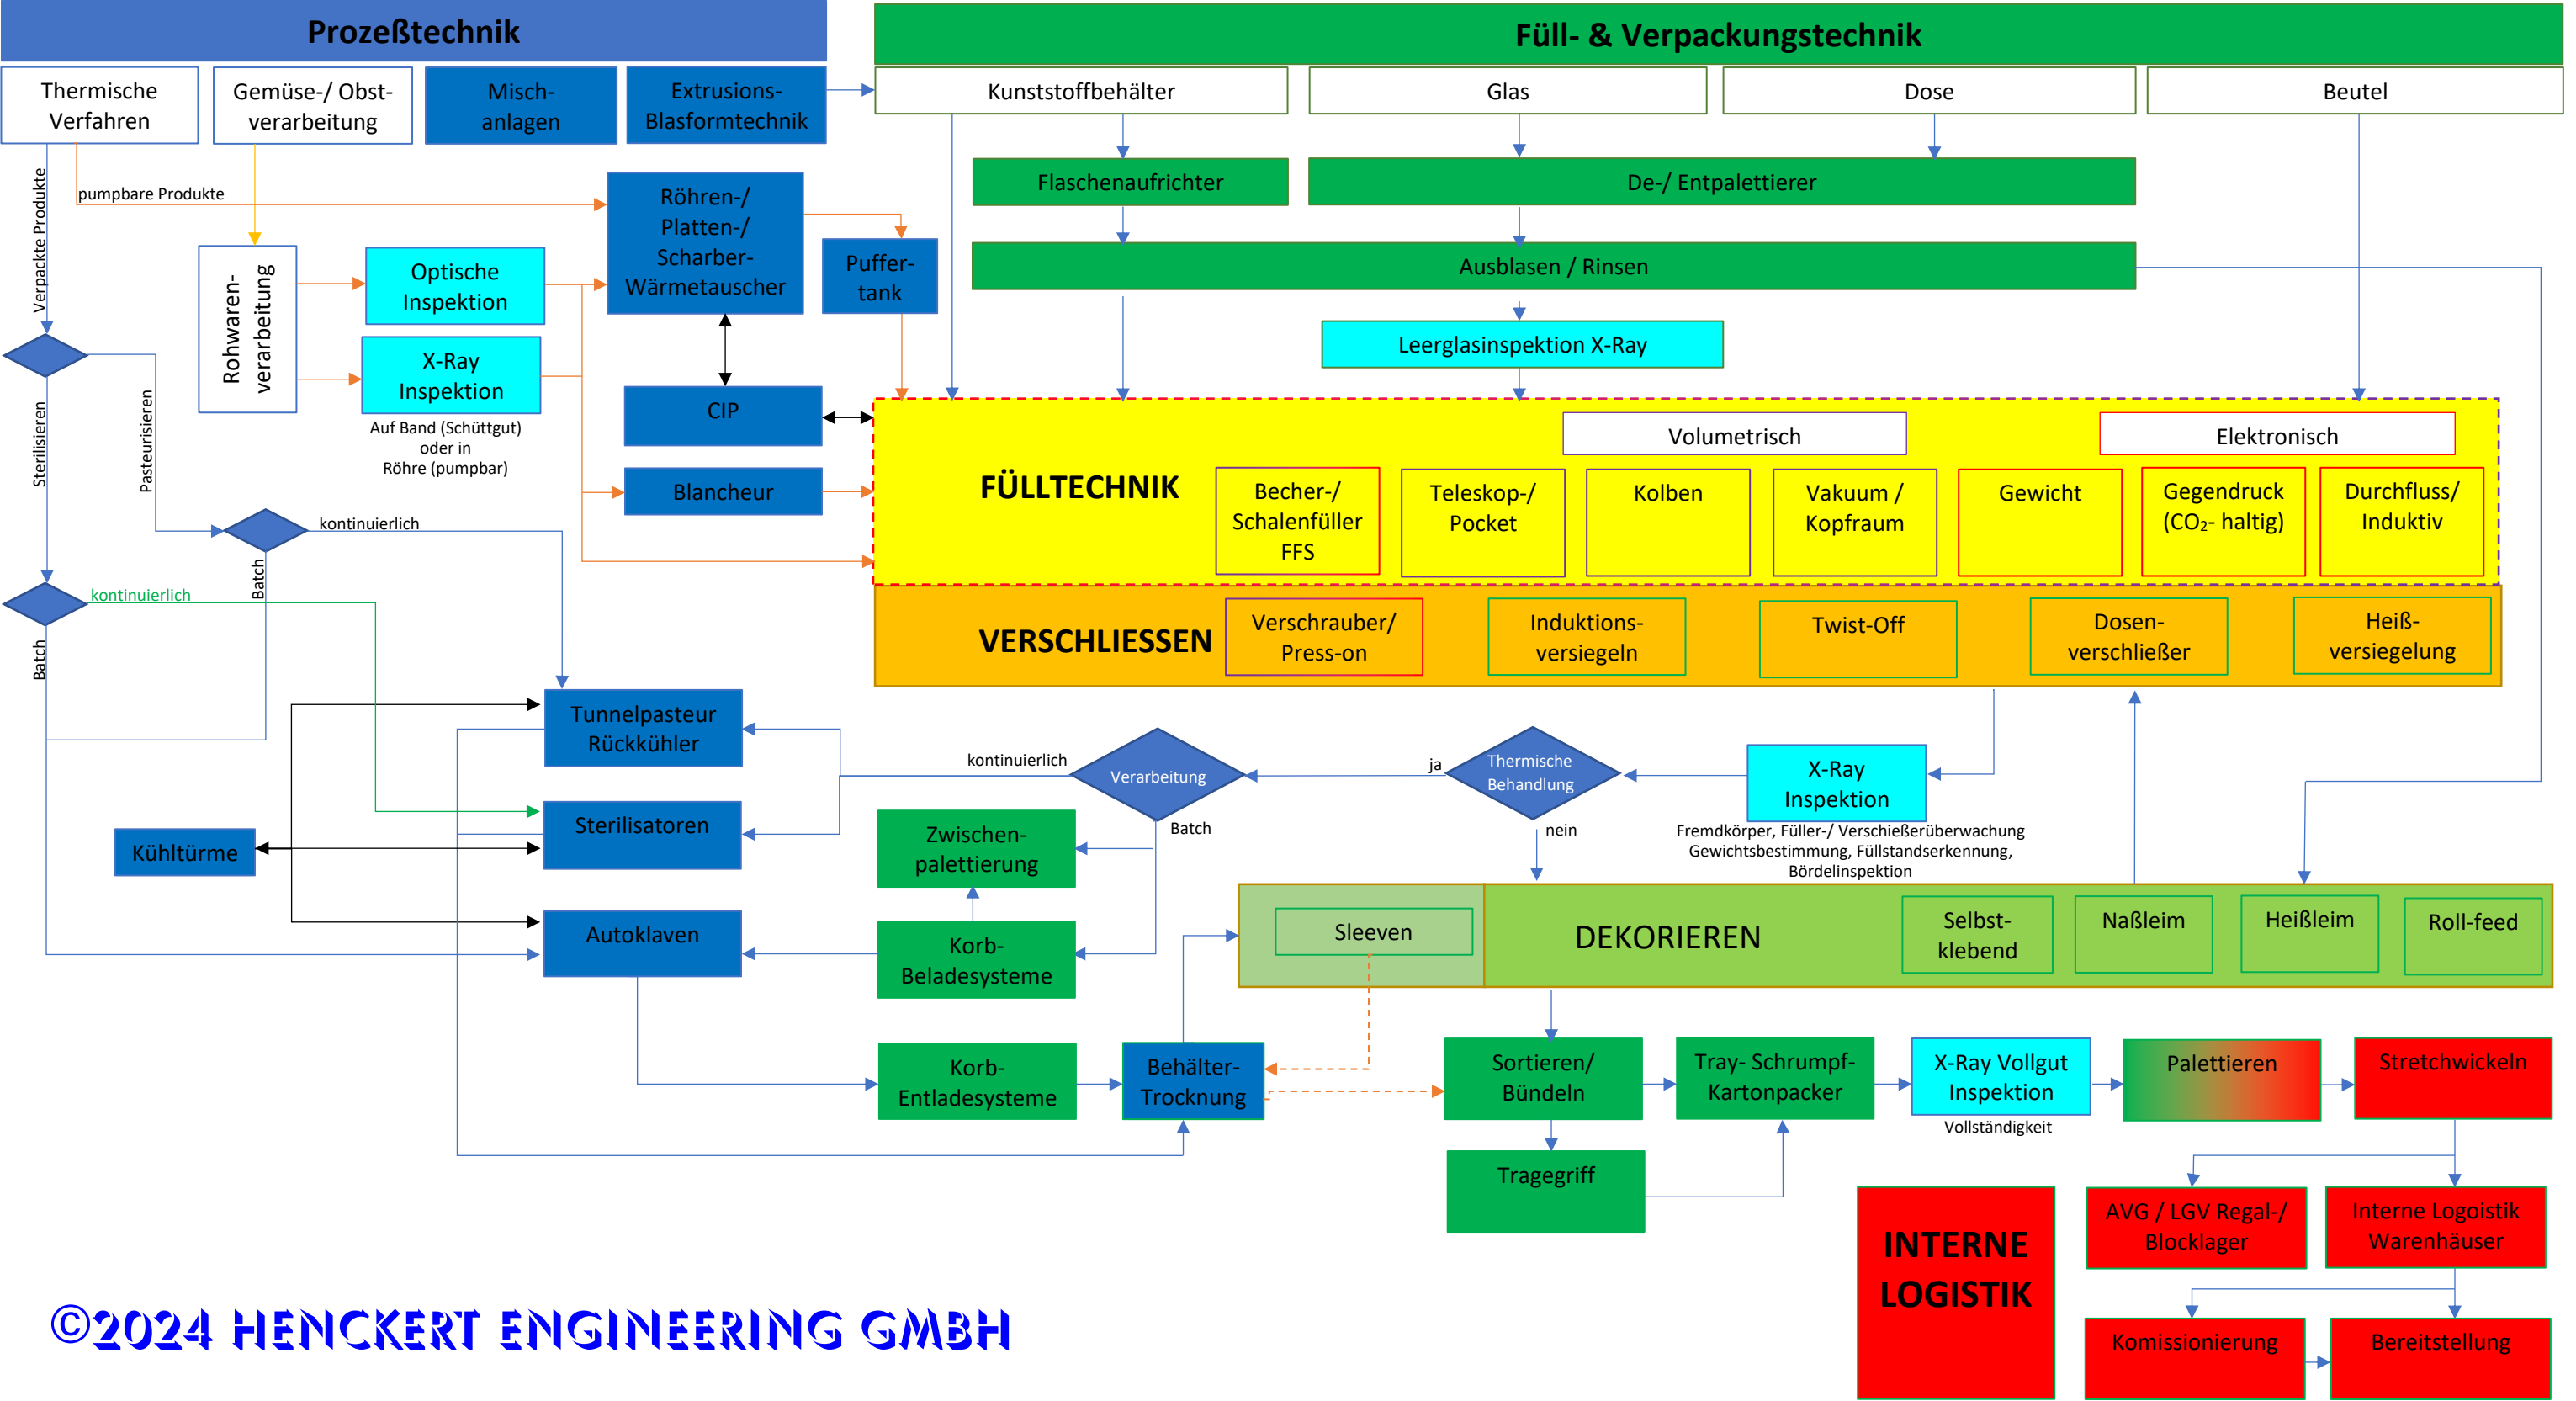 Prozeßtechnik
Füll- & Verpackungstechnik
Thermische
Verfahren
Gemüse-/ Obst-
verarbeitung
Misch-
anlagen
Extrusions-
Blasformtechnik
Kunststoffbehälter
Glas
Dose
Beutel
Verpackte Produkte
pumpbare Produkte
Röhren-/
Platten-/
Scharber-
Wärmetauscher
Puffer-
tank
Flaschenaufrichter
De-/ Entpalettierer
Ausblasen / Rinsen
Leerglasinspektion X-Ray
Rohwaren-
verarbeitung
Optische
Inspektion
X-Ray
Inspektion
Auf Band (Schüttgut)
oder in
Röhre (pumpbar)
CIP
Blancheur
Sterilisieren
Pasteurisieren
kontinuierlich
Batch
kontinuierlich
Batch
FÜLLTECHNIK
Volumetrisch
Elektronisch
Becher-/
Schalenfüller
FFS
Teleskop-/
Pocket
Kolben
Vakuum /
Kopfraum
Gewicht
Gegendruck
(CO2- haltig)
Durchfluss/
Induktiv
VERSCHLIESSEN
Verschrauber/
Press-on
Induktions-
versiegeln
Twist-Off
Dosen-
verschließer
Heiß-
versiegelung
Tunnelpasteur
Rückkühler
Sterilisatoren
Kühltürme
Autoklaven
kontinuierlich
Verarbeitung
Batch
ja
Thermische
Behandlung
nein
X-Ray
Inspektion
Fremdkörper, Füller-/ Verschießerüberwachung
Gewichtsbestimmung, Füllstandserkennung,
Bördelinspektion
Zwischen-
palettierung
Korb-
Beladesysteme
Sleeven
DEKORIEREN
Selbst-
klebend
Naßleim
Heißleim
Roll-feed
Korb-
Entladesysteme
Behälter-
Trocknung
Sortieren/
Bündeln
Tray- Schrumpf-
Kartonpacker
X-Ray Vollgut
Inspektion
Vollständigkeit
Palettieren
Stretchwickeln
Tragegriff
INTERNE
LOGISTIK
AVG / LGV Regal-/
Blocklager
Interne Logoistik
Warenhäuser
Komissionierung
Bereitstellung
©2024 HENCKERT ENGINEERING GMBH